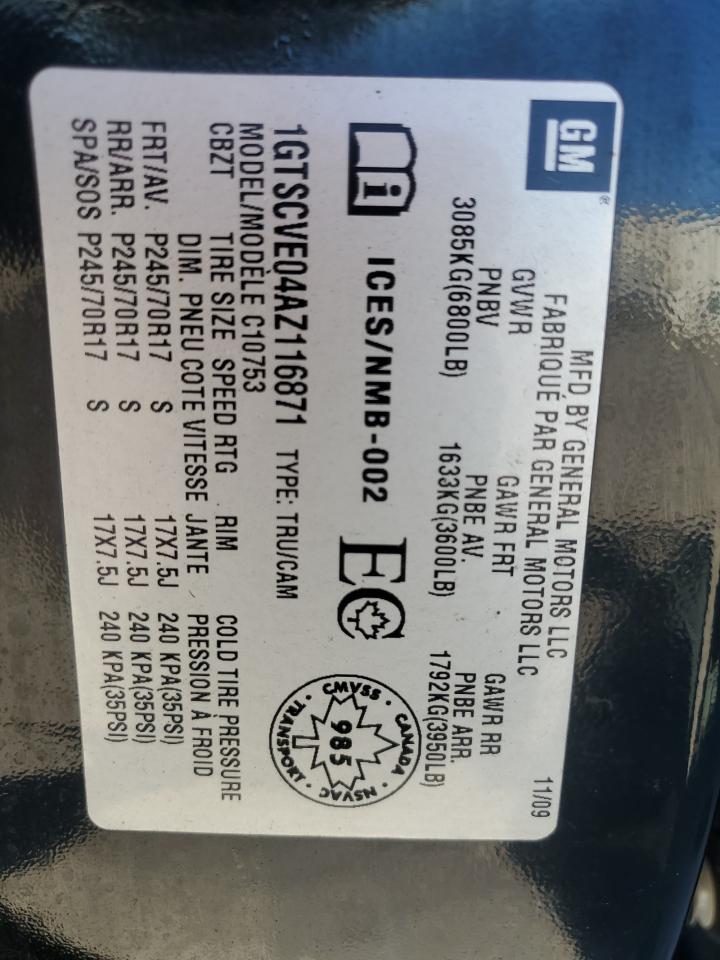 GM®
MFD BY GENERAL MOTORS LLC 11/09
FABRIQUÉ PAR GENERAL MOTORS LLC
GVWR GAWR FRT GAWR RR
PNBV PNBE AV. PNBE ARR.
3085KG(6800LB) 1633KG(3600LB) 1792KG(3950LB)
i ICES/NMB-002 EC
CANADA · CMVSS · TRANSPORT · NSVAC
985
1GTSCVE04AZ116871 TYPE: TRU/CAM
MODEL/MODÈLE C10753
CBZT TIRE SIZE SPEED RTG RIM COLD TIRE PRESSURE
DIM. PNEU COTE VITESSE JANTE PRESSION À FROID
FRT/AV. P245/70R17 S 17X7.5J 240 KPA(35PSI)
RR/ARR. P245/70R17 S 17X7.5J 240 KPA(35PSI)
SPA/SOS P245/70R17 S 17X7.5J 240 KPA(35PSI)